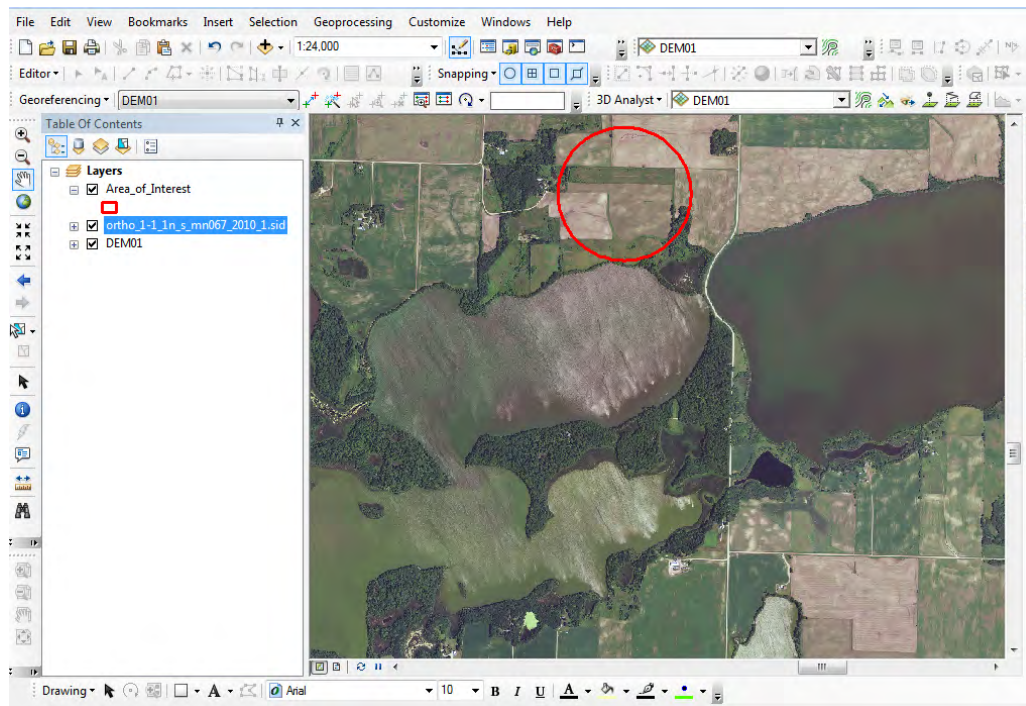 File Edit View Bookmarks Insert Selection Geoprocessing Customize Windows Help
1:24,000 DEM01
Editor Snapping
Georeferencing DEM01 3D Analyst DEM01
Table Of Contents
Layers
Area_of_Interest
ortho_1-1_1n_s_mn067_2010_1.sid
DEM01
Drawing A Arial 10 B I U A